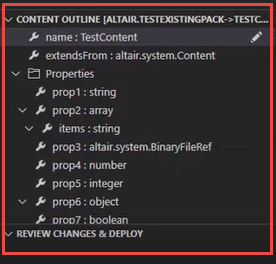 CONTENT OUTLINE [ALTAIR.TESTEXISTINGPACK->TESTC...
name : TestContent
extendsFrom : altair.system.Content
Properties
prop1 : string
prop2 : array
items : string
prop3 : altair.system.BinaryFileRef
prop4 : number
prop5 : integer
prop6 : object
prop7 : boolean
REVIEW CHANGES & DEPLOY